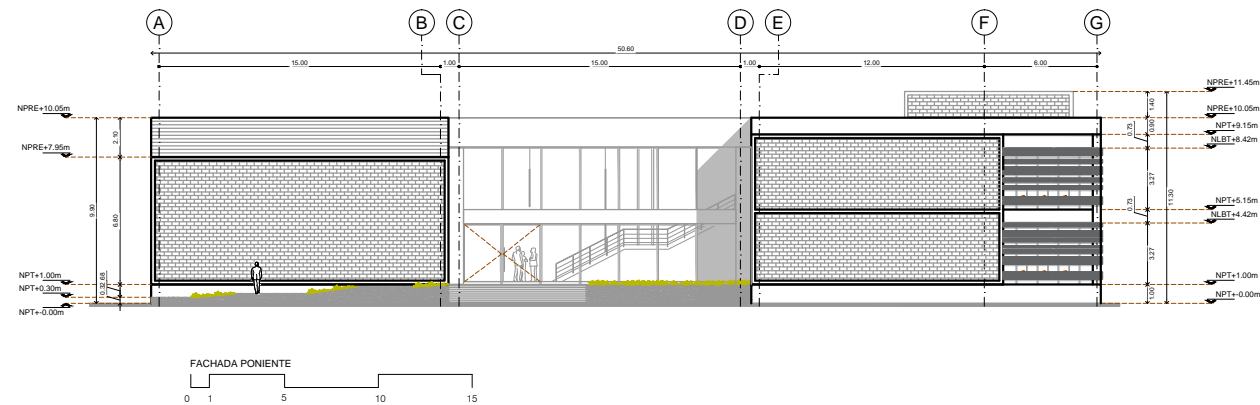 A B C D E F G
50.60
15.00 1.00 15.00 1.00 12.00 6.00
NPRE+10.05m
NPRE+7.95m
NPT+1.00m
NPT+0.30m
NPT+-0.00m
9.90
2.10
6.80
0.68
0.32
NPRE+11.45m
NPRE+10.05m
NPT+9.15m
NLBT+8.42m
NPT+5.15m
NLBT+4.42m
NPT+1.00m
NPT+-0.00m
1.40
0.90
0.73
3.27
0.73
3.27
1.00
11.30
FACHADA PONIENTE
0 1 5 10 15